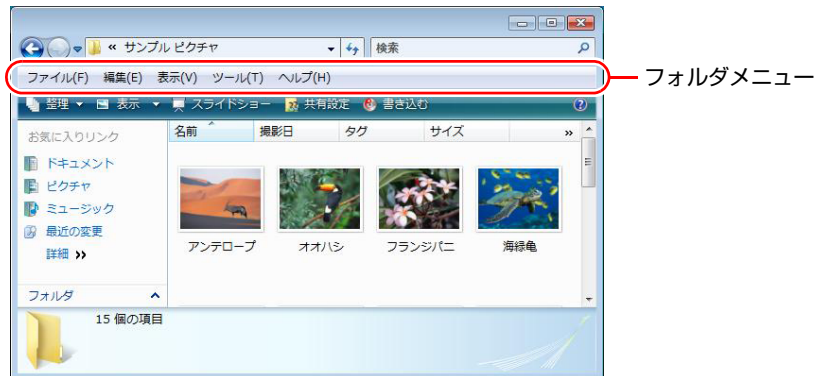 « サンプル ピクチャ
検索
ファイル(F) 編集(E) 表示(V) ツール(T) ヘルプ(H)
フォルダメニュー
整理 表示 スライドショー 共有設定 書き込む
お気に入りリンク
ドキュメント
ピクチャ
ミュージック
最近の変更
詳細 »
名前 撮影日 タグ サイズ »
アンテロープ オオハシ フランジパニ 海緑亀
フォルダ
15 個の項目